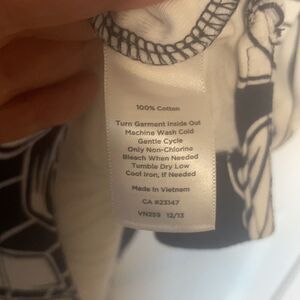 100% Cotton
Turn Garment Inside Out
Machine Wash Cold
Gentle Cycle
Only Non-Chlorine
Bleach When Needed
Tumble Dry Low
Cool Iron, If Needed
Made in Vietnam
CA #23147
VN259 12/13